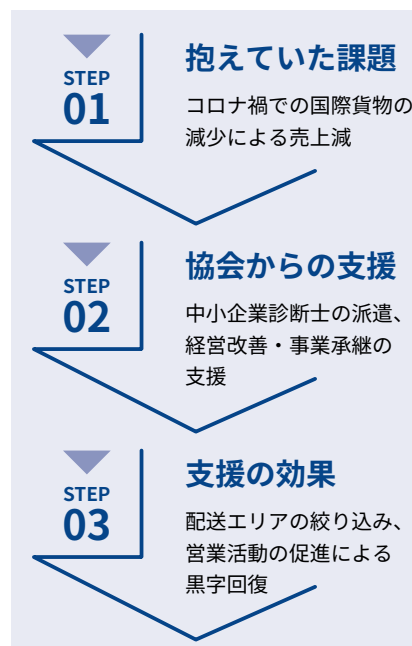 STEP
01
抱えていた課題
コロナ禍での国際貨物の
減少による売上減
STEP
02
協会からの支援
中小企業診断士の派遣、
経営改善・事業承継の
支援
STEP
03
支援の効果
配送エリアの絞り込み、
営業活動の促進による
黒字回復